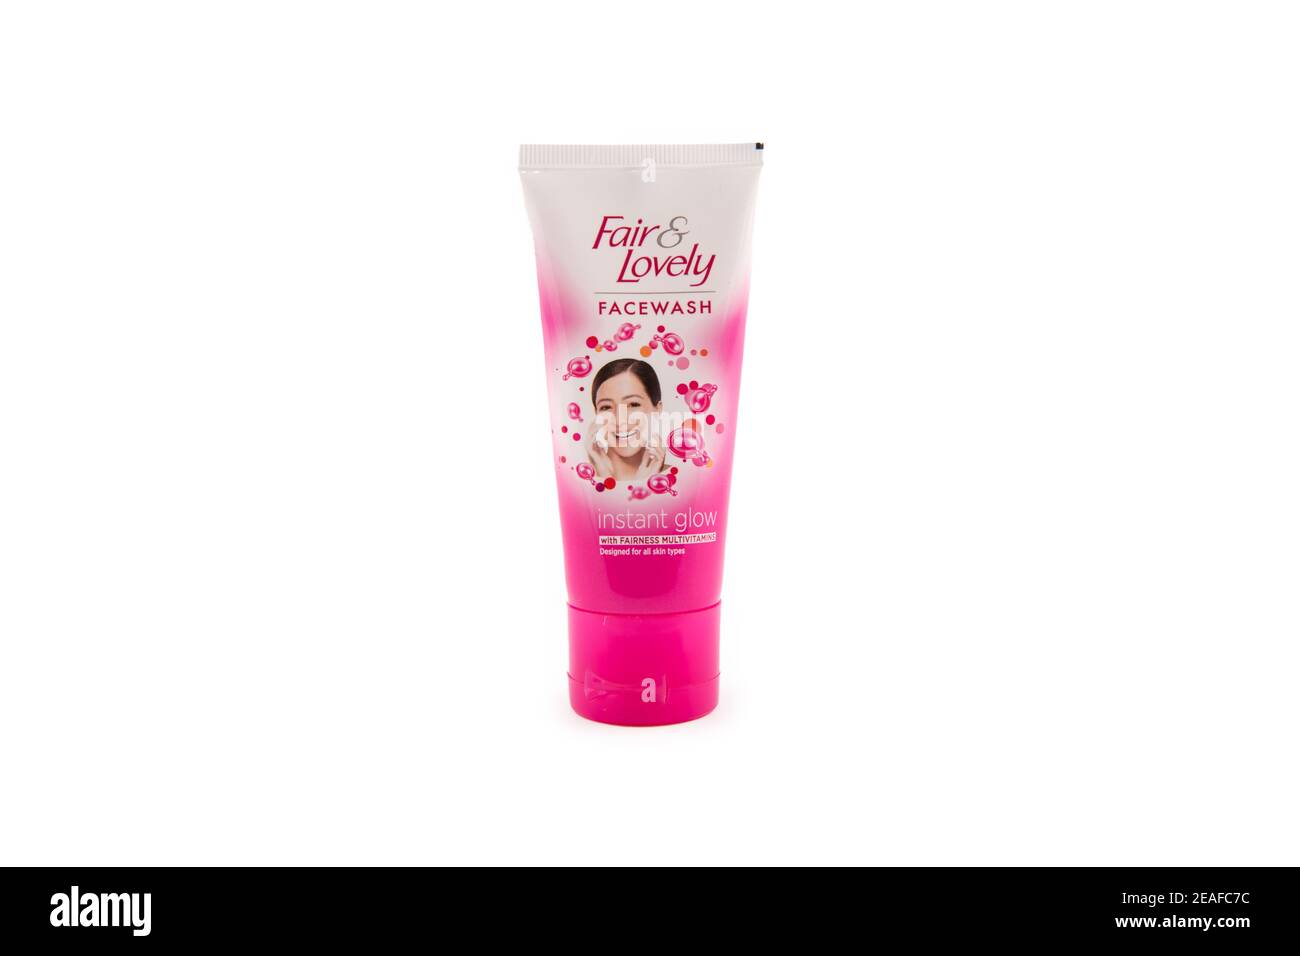 Fair &
Lovely
FACEWASH
instant glow
with FAIRNESS MULTIVITAMINS
Designed for all skin types
a
alamy
a
alamy
Image ID: 2EAFC7C
www.alamy.com